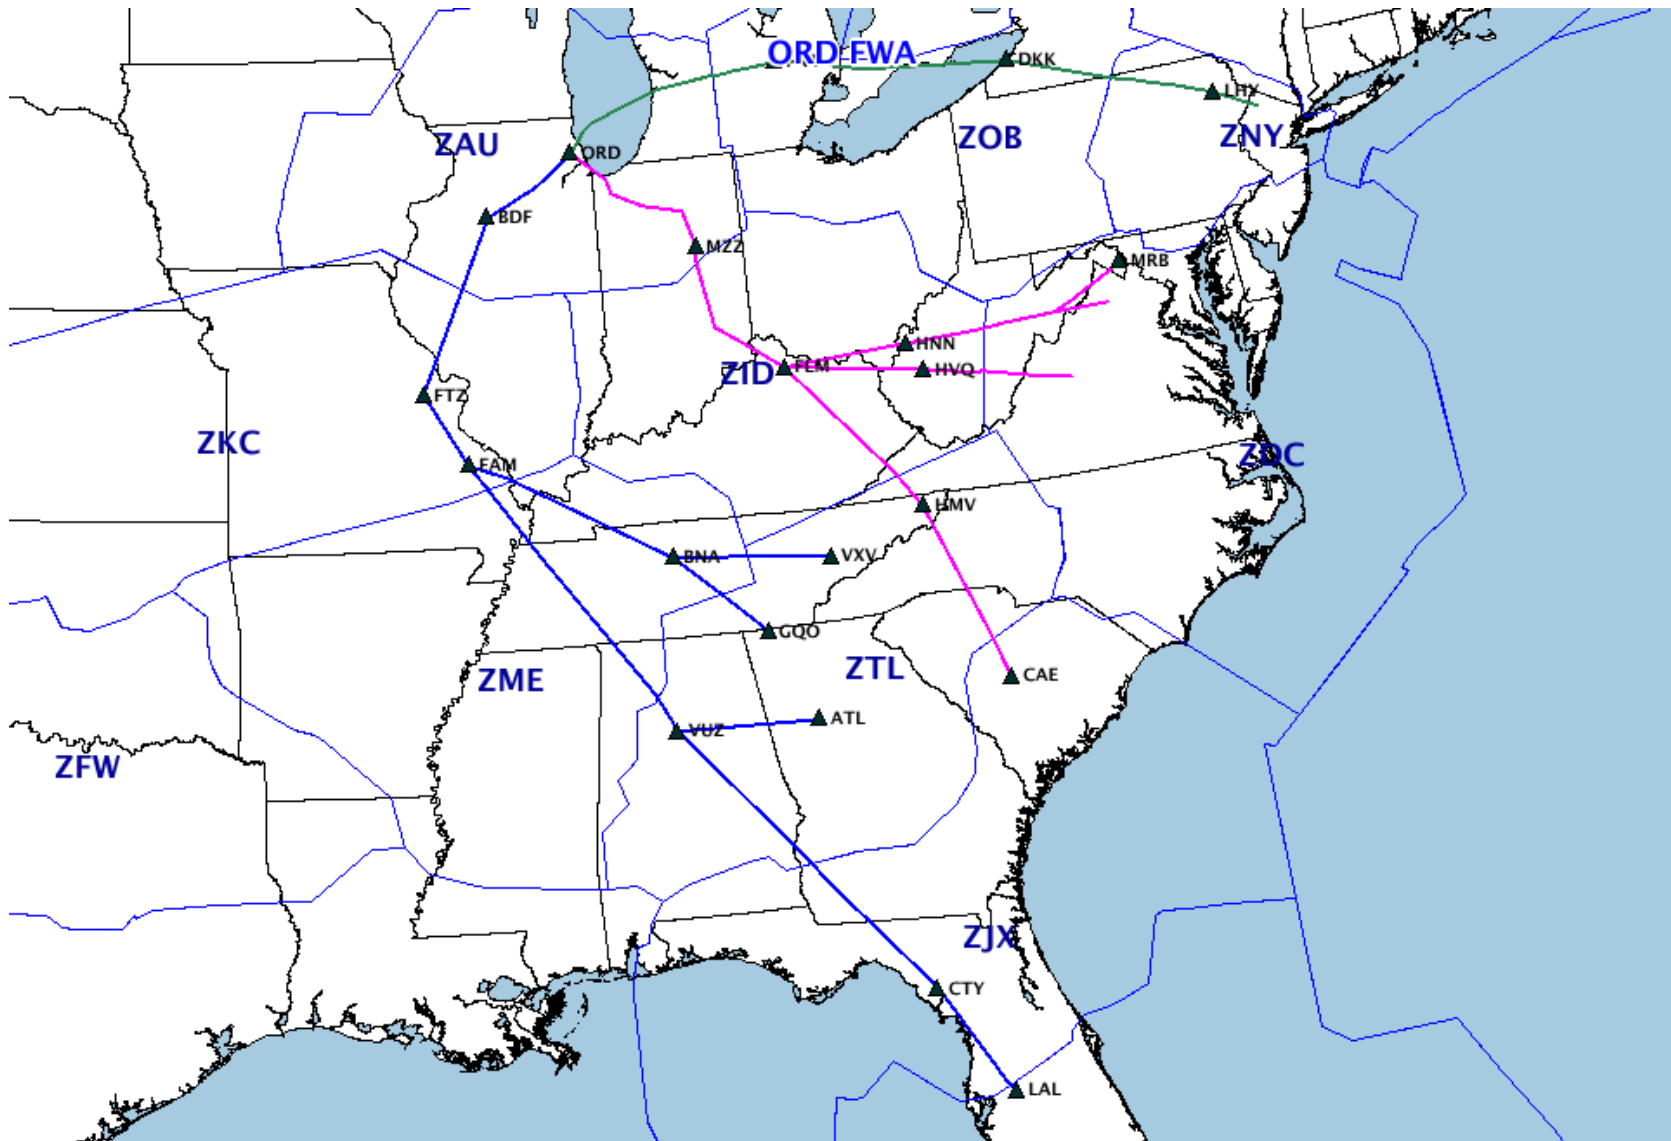 ORD FWA
DKK
LHY
ZAU
ZOB
ZNY
ORD
BDF
MZZ
MRB
HNN
ZID
FLM
HVQ
FTZ
ZKC
ZDC
FAM
HMV
BNA
VXV
GQO
ZME
ZTL
CAE
ATL
VUZ
ZFW
ZJX
CTY
LAL